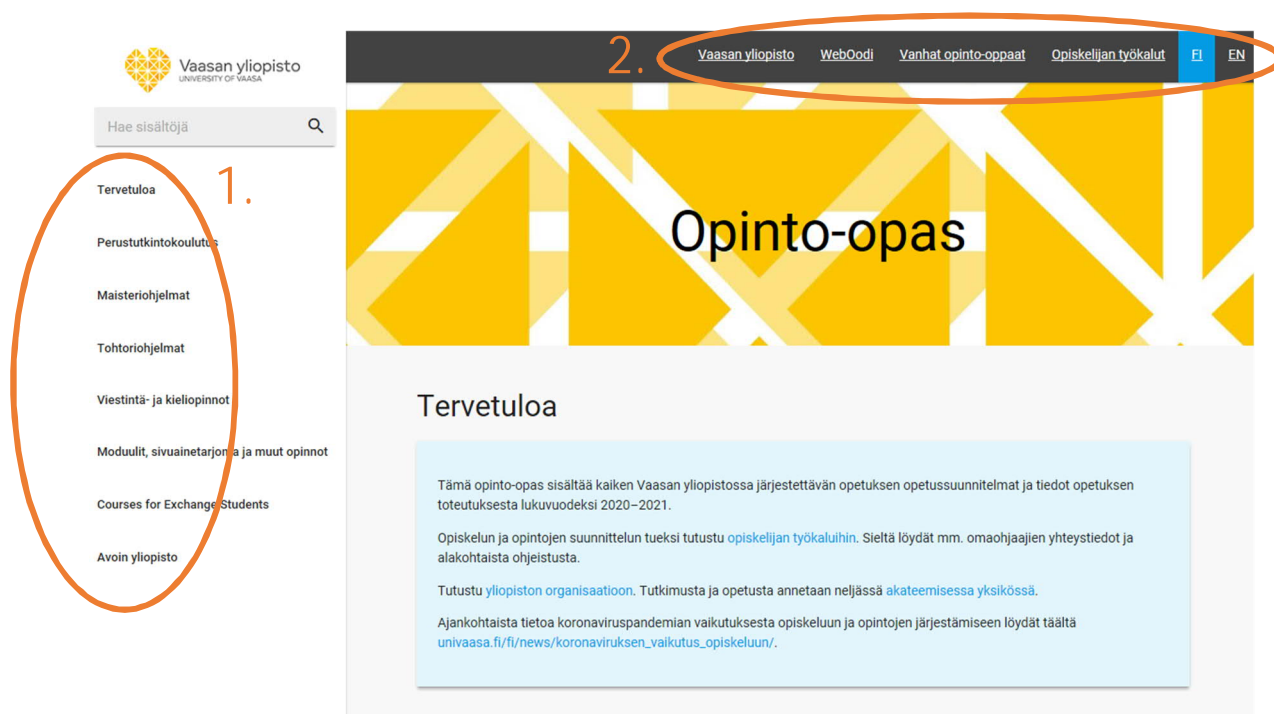 Vaasan yliopisto
UNIVERSITY OF VAASA
Hae sisältöjä
1.
Tervetuloa
Perustutkintokoulutus
Maisteriohjelmat
Tohtoriohjelmat
Viestintä- ja kieliopinnot
Moduulit, sivuainetarjonta ja muut opinnot
Courses for Exchange Students
Avoin yliopisto
2.
Vaasan yliopisto WebOodi Vanhat opinto-oppaat Opiskelijan työkalut FI EN
Opinto-opas
Tervetuloa
Tämä opinto-opas sisältää kaiken Vaasan yliopistossa järjestettävän opetuksen opetussuunnitelmat ja tiedot opetuksen
toteutuksesta lukuvuodeksi 2020–2021.
Opiskelun ja opintojen suunnittelun tueksi tutustu opiskelijan työkaluihin. Sieltä löydät mm. omaohjaajien yhteystiedot ja
alakohtaista ohjeistusta.
Tutustu yliopiston organisaatioon. Tutkimusta ja opetusta annetaan neljässä akateemisessa yksikössä.
Ajankohtaista tietoa koronaviruspandemian vaikutuksesta opiskeluun ja opintojen järjestämiseen löydät täältä
univaasa.fi/fi/news/koronaviruksen_vaikutus_opiskeluun/.